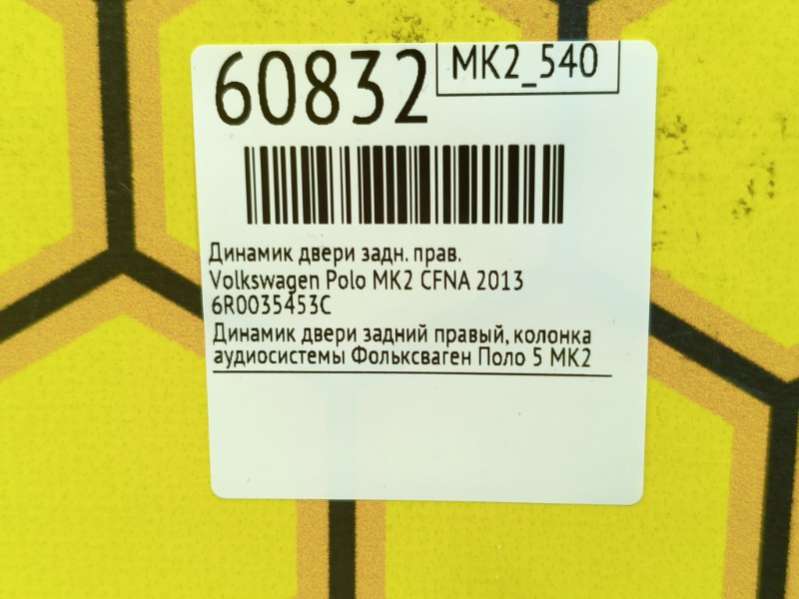 60832
MK2_540
Динамик двери задн. прав.
Volkswagen Polo MK2 CFNA 2013
6R0035453C
Динамик двери задний правый, колонка
аудиосистемы Фольксваген Поло 5 MK2